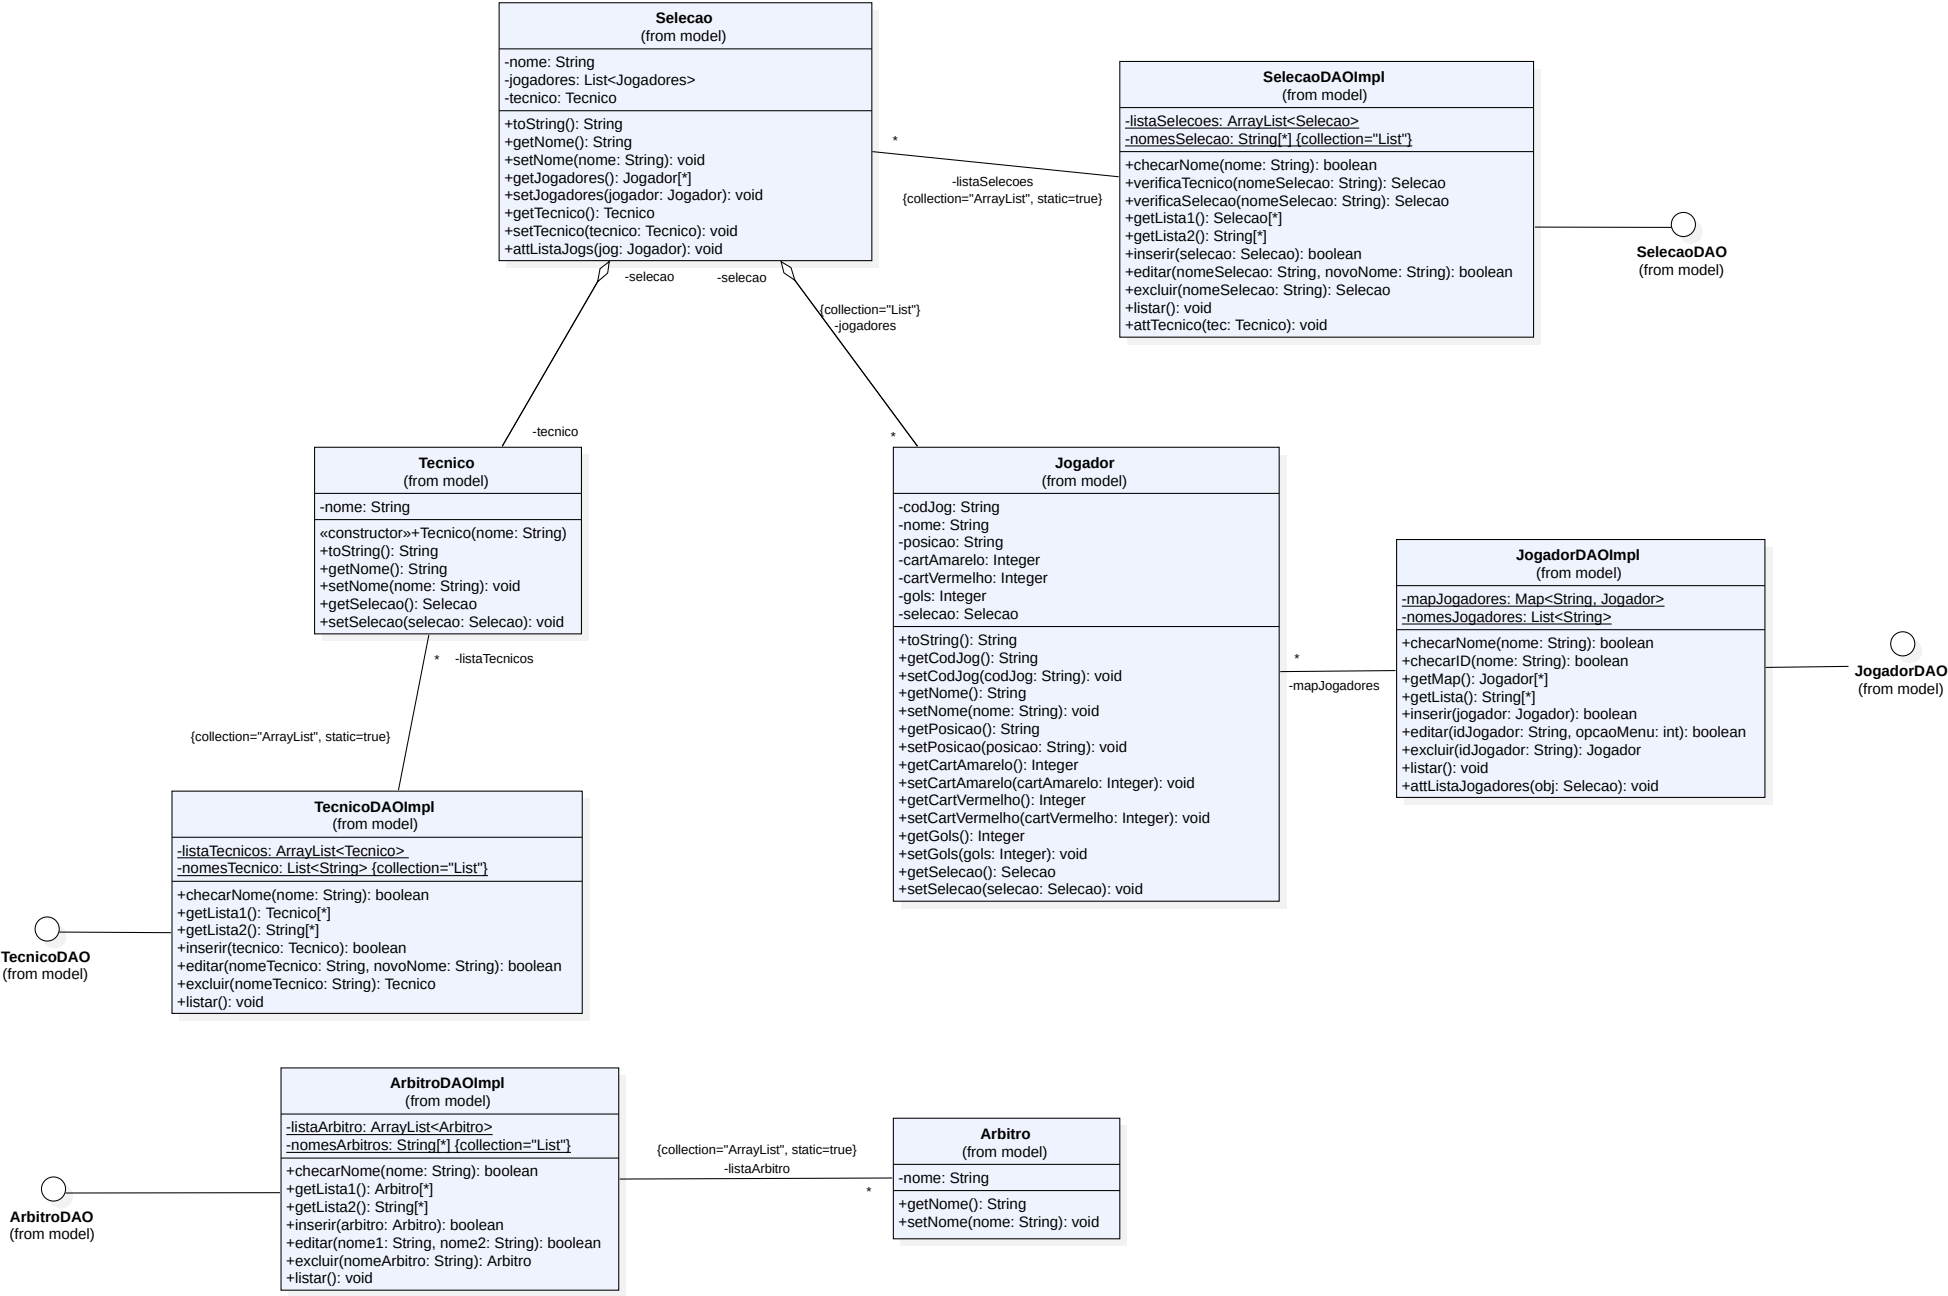 Selecao
(from model)
-nome: String
-jogadores: List<Jogadores>
-tecnico: Tecnico
+toString(): String
+getNome(): String
+setNome(nome: String): void
+getJogadores(): Jogador[*]
+setJogadores(jogador: Jogador): void
+getTecnico(): Tecnico
+setTecnico(tecnico: Tecnico): void
+attListaJogs(jog: Jogador): void
SelecaoDAOImpl
(from model)
-listaSelecoes: ArrayList<Selecao>
-nomesSelecao: String[*] {collection="List"}
+checarNome(nome: String): boolean
+verificaTecnico(nomeSelecao: String): Selecao
+verificaSelecao(nomeSelecao: String): Selecao
+getLista1(): Selecao[*]
+getLista2(): String[*]
+inserir(selecao: Selecao): boolean
+editar(nomeSelecao: String, novoNome: String): boolean
+excluir(nomeSelecao: String): Selecao
+listar(): void
+attTecnico(tec: Tecnico): void
*
-listaSelecoes
{collection="ArrayList", static=true}
SelecaoDAO
(from model)
-selecao
-selecao
{collection="List"}
-jogadores
-tecnico
*
Tecnico
(from model)
-nome: String
«constructor»+Tecnico(nome: String)
+toString(): String
+getNome(): String
+setNome(nome: String): void
+getSelecao(): Selecao
+setSelecao(selecao: Selecao): void
Jogador
(from model)
-codJog: String
-nome: String
-posicao: String
-cartAmarelo: Integer
-cartVermelho: Integer
-gols: Integer
-selecao: Selecao
+toString(): String
+getCodJog(): String
+setCodJog(codJog: String): void
+getNome(): String
+setNome(nome: String): void
+getPosicao(): String
+setPosicao(posicao: String): void
+getCartAmarelo(): Integer
+setCartAmarelo(cartAmarelo: Integer): void
+getCartVermelho(): Integer
+setCartVermelho(cartVermelho: Integer): void
+getGols(): Integer
+setGols(gols: Integer): void
+getSelecao(): Selecao
+setSelecao(selecao: Selecao): void
*
-mapJogadores
JogadorDAOImpl
(from model)
-mapJogadores: Map<String, Jogador>
-nomesJogadores: List<String>
+checarNome(nome: String): boolean
+checarID(nome: String): boolean
+getMap(): Jogador[*]
+getLista(): String[*]
+inserir(jogador: Jogador): boolean
+editar(idJogador: String, opcaoMenu: int): boolean
+excluir(idJogador: String): Jogador
+listar(): void
+attListaJogadores(obj: Selecao): void
JogadorDAO
(from model)
* -listaTecnicos
{collection="ArrayList", static=true}
TecnicoDAOImpl
(from model)
-listaTecnicos: ArrayList<Tecnico>
-nomesTecnico: List<String> {collection="List"}
+checarNome(nome: String): boolean
+getLista1(): Tecnico[*]
+getLista2(): String[*]
+inserir(tecnico: Tecnico): boolean
+editar(nomeTecnico: String, novoNome: String): boolean
+excluir(nomeTecnico: String): Tecnico
+listar(): void
TecnicoDAO
(from model)
ArbitroDAOImpl
(from model)
-listaArbitro: ArrayList<Arbitro>
-nomesArbitros: String[*] {collection="List"}
+checarNome(nome: String): boolean
+getLista1(): Arbitro[*]
+getLista2(): String[*]
+inserir(arbitro: Arbitro): boolean
+editar(nome1: String, nome2: String): boolean
+excluir(nomeArbitro: String): Arbitro
+listar(): void
ArbitroDAO
(from model)
{collection="ArrayList", static=true}
-listaArbitro
*
Arbitro
(from model)
-nome: String
+getNome(): String
+setNome(nome: String): void